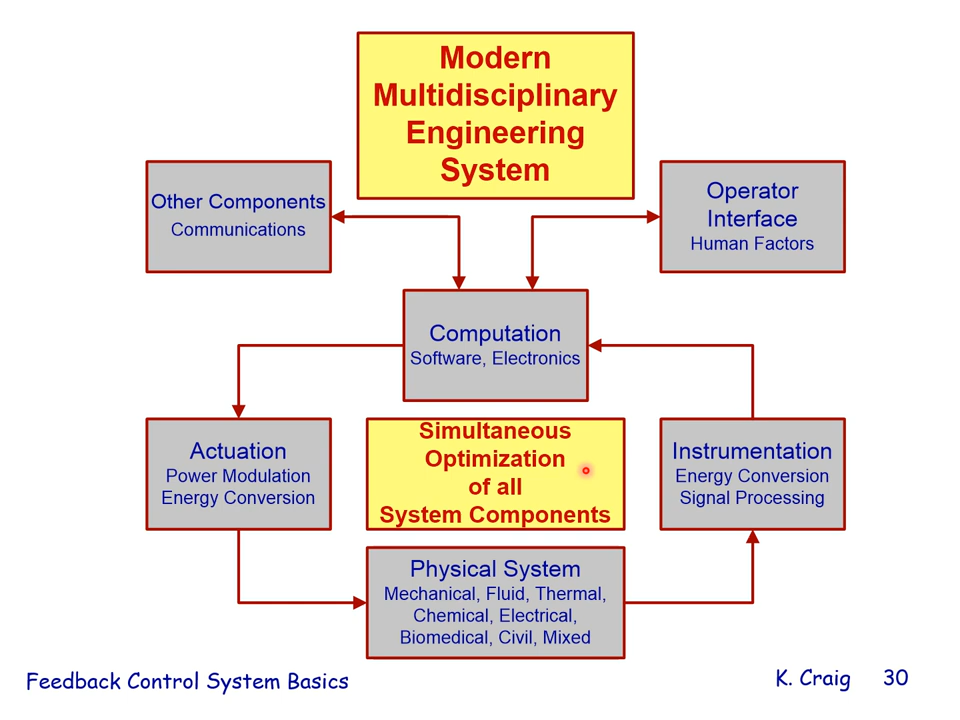 Modern
Multidisciplinary
Engineering
System
Other Components
Communications
Operator
Interface
Human Factors
Computation
Software, Electronics
Actuation
Power Modulation
Energy Conversion
Simultaneous
Optimization
of all
System Components
Instrumentation
Energy Conversion
Signal Processing
Physical System
Mechanical, Fluid, Thermal,
Chemical, Electrical,
Biomedical, Civil, Mixed
Feedback Control System Basics
K. Craig 30